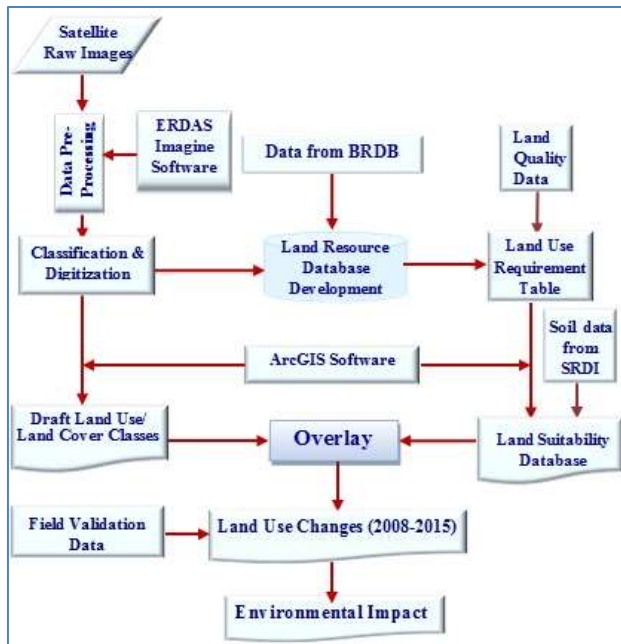 Satellite
Raw Images
Data Pre-
Processing
ERDAS
Imagine
Software
Data from BRDB
Land
Quality
Data
Classification &
Digitization
Land Resource
Database
Development
Land Use
Requirement
Table
Soil data
from
SRDI
ArcGIS Software
Draft Land Use/
Land Cover Classes
Overlay
Land Suitability
Database
Field Validation
Data
Land Use Changes (2008-2015)
Environmental Impact